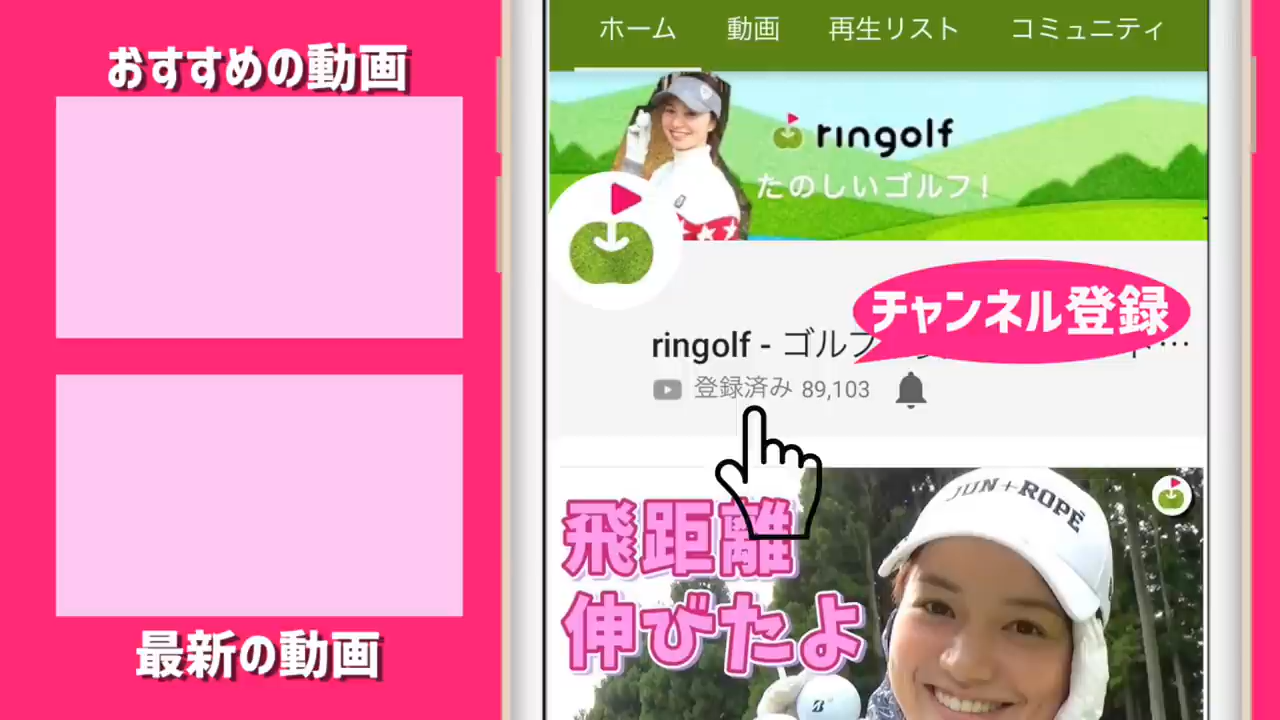 おすすめの動画
最新の動画
ホーム 動画 再生リスト コミュニティ
ringolf
たのしいゴルフ!
チャンネル登録
ringolf - ゴルフ
登録済み 89,103
JUN+ROPÉ
飛距離
伸びたよ
B